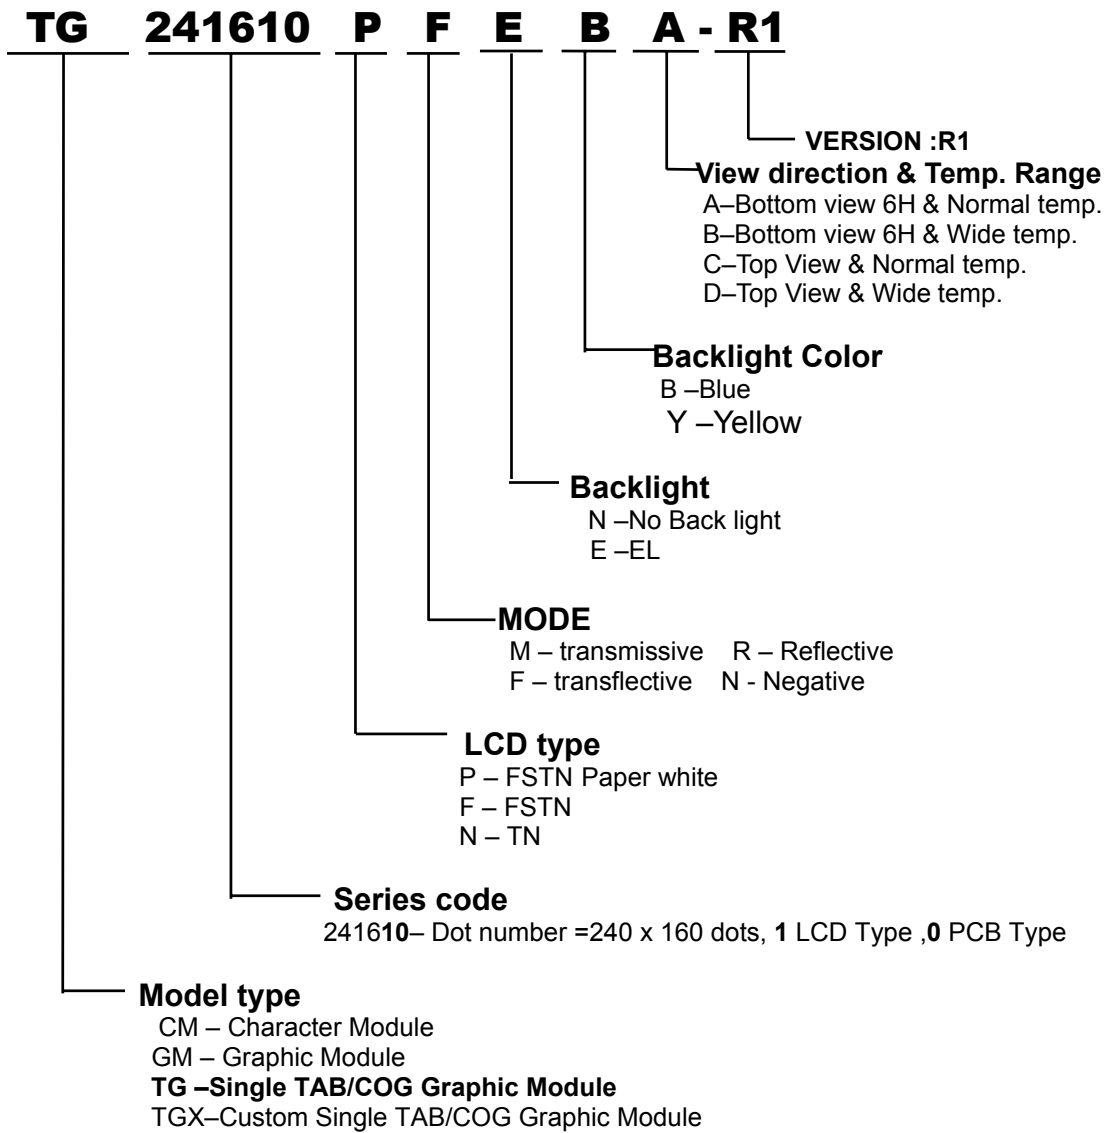 TG 241610 P F E B A - R1
VERSION :R1
View direction & Temp. Range
A–Bottom view 6H & Normal temp.
B–Bottom view 6H & Wide temp.
C–Top View & Normal temp.
D–Top View & Wide temp.
Backlight Color
B –Blue
Y –Yellow
Backlight
N –No Back light
E –EL
MODE
M – transmissive R – Reflective
F – transflective N - Negative
LCD type
P – FSTN Paper white
F – FSTN
N – TN
Series code
241610– Dot number =240 x 160 dots, 1 LCD Type ,0 PCB Type
Model type
CM – Character Module
GM – Graphic Module
TG –Single TAB/COG Graphic Module
TGX–Custom Single TAB/COG Graphic Module